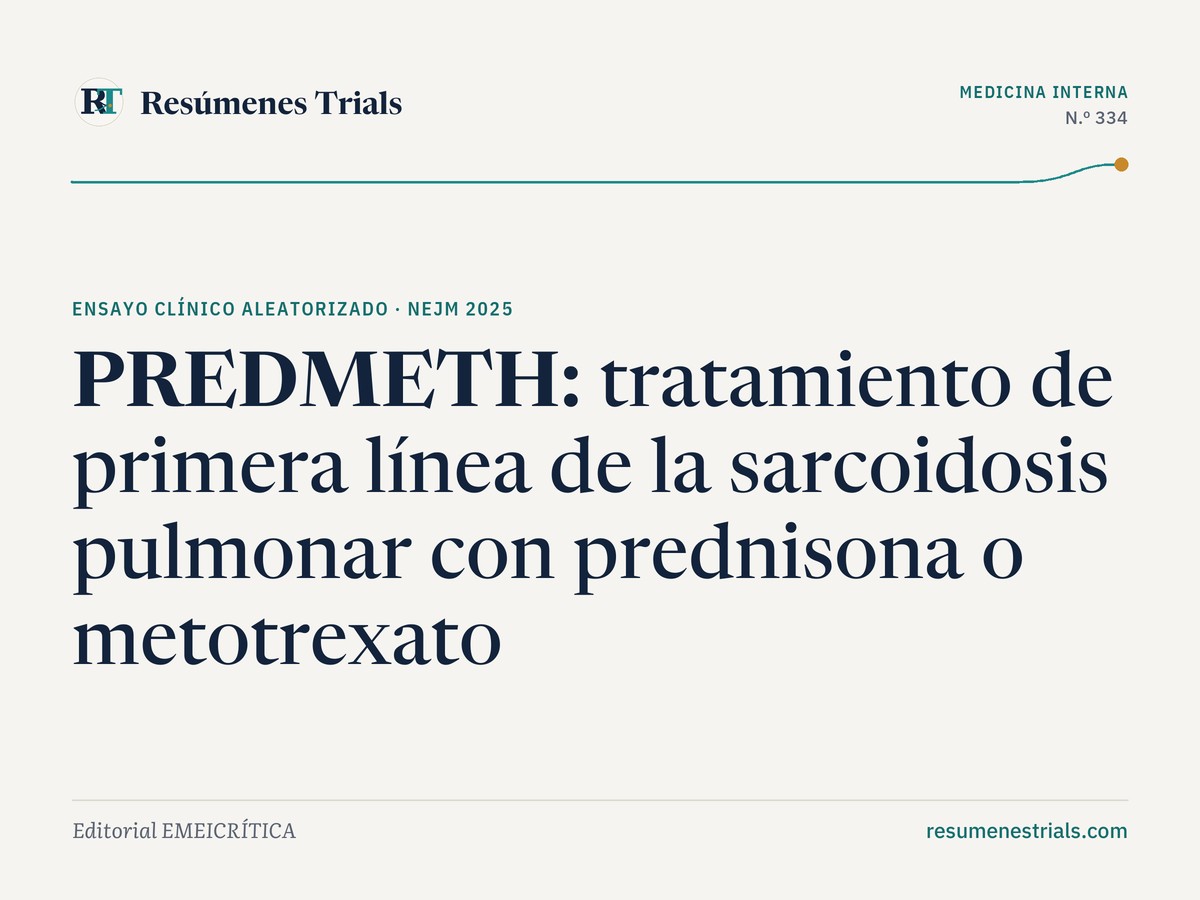 RT Resúmenes Trials
MEDICINA INTERNA
N.º 334
ENSAYO CLÍNICO ALEATORIZADO · NEJM 2025
PREDMETH: tratamiento de
primera línea de la sarcoidosis
pulmonar con prednisona o
metotrexato
Editorial EMEICRÍTICA
resumenestrials.com